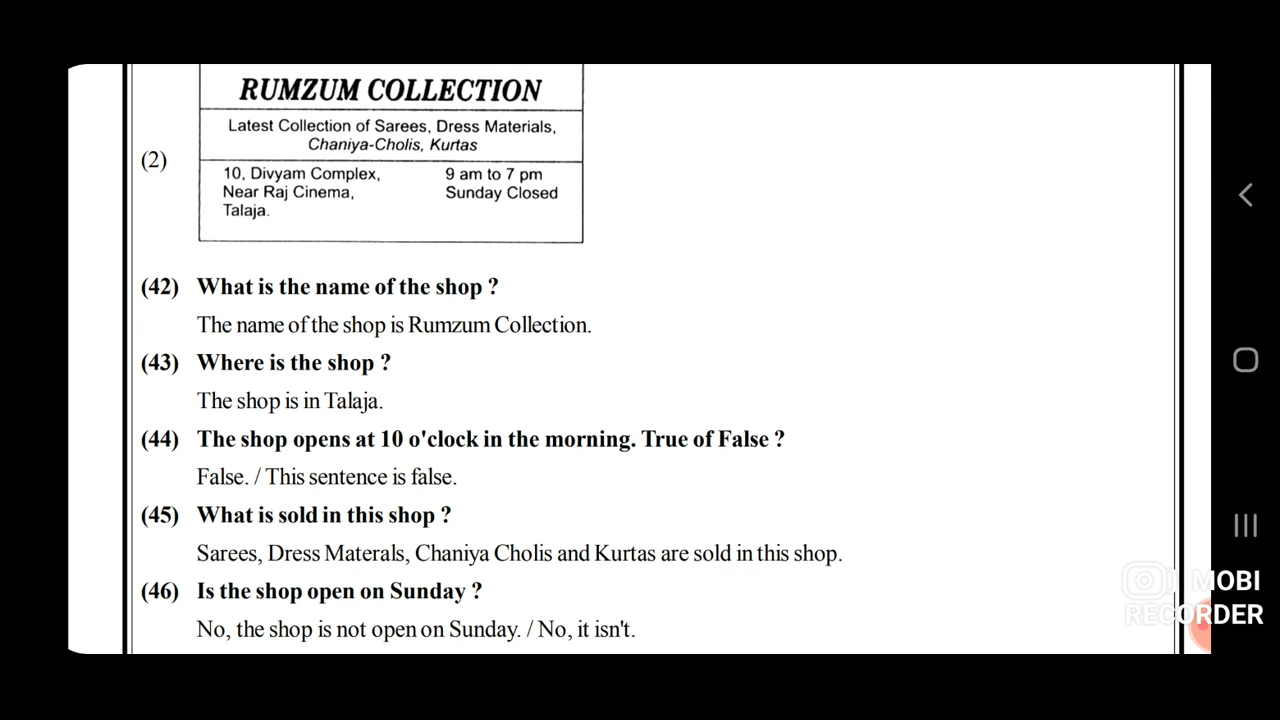 RUMZUM COLLECTION
Latest Collection of Sarees, Dress Materials,
Chaniya-Cholis, Kurtas
(2)
10, Divyam Complex, 9 am to 7 pm
Near Raj Cinema, Sunday Closed
Talaja.
(42) What is the name of the shop ?
The name of the shop is Rumzum Collection.
(43) Where is the shop ?
The shop is in Talaja.
(44) The shop opens at 10 o'clock in the morning. True of False ?
False. / This sentence is false.
(45) What is sold in this shop ?
Sarees, Dress Materals, Chaniya Cholis and Kurtas are sold in this shop.
(46) Is the shop open on Sunday ?
No, the shop is not open on Sunday. / No, it isn't.
MOBI
RECORDER